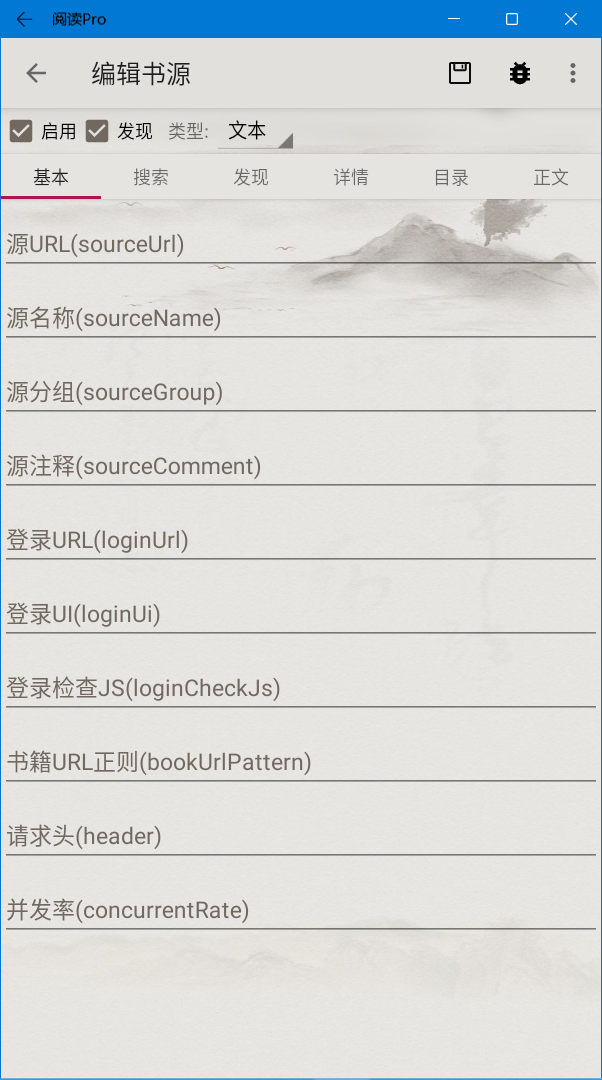 阅读Pro
编辑书源
启用 发现 类型: 文本
基本 搜索 发现 详情 目录 正文
源URL(sourceUrl)
源名称(sourceName)
源分组(sourceGroup)
源注释(sourceComment)
登录URL(loginUrl)
登录UI(loginUi)
登录检查JS(loginCheckJs)
书籍URL正则(bookUrlPattern)
请求头(header)
并发率(concurrentRate)